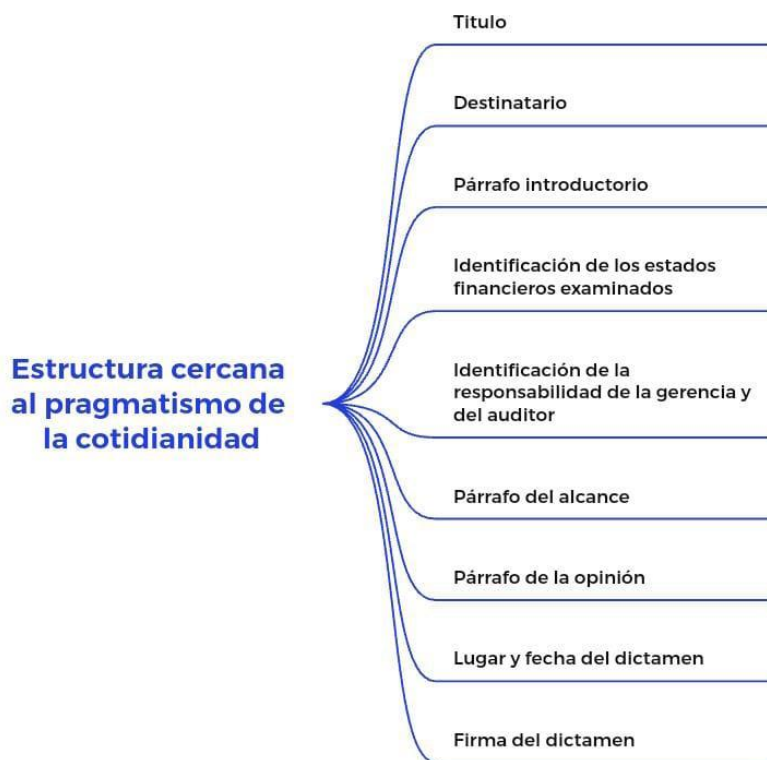 Titulo
Destinatario
Párrafo introductorio
Identificación de los estados
financieros examinados
Estructura cercana
al pragmatismo de
la cotidianidad
Identificación de la
responsabilidad de la gerencia y
del auditor
Párrafo del alcance
Párrafo de la opinión
Lugar y fecha del dictamen
Firma del dictamen